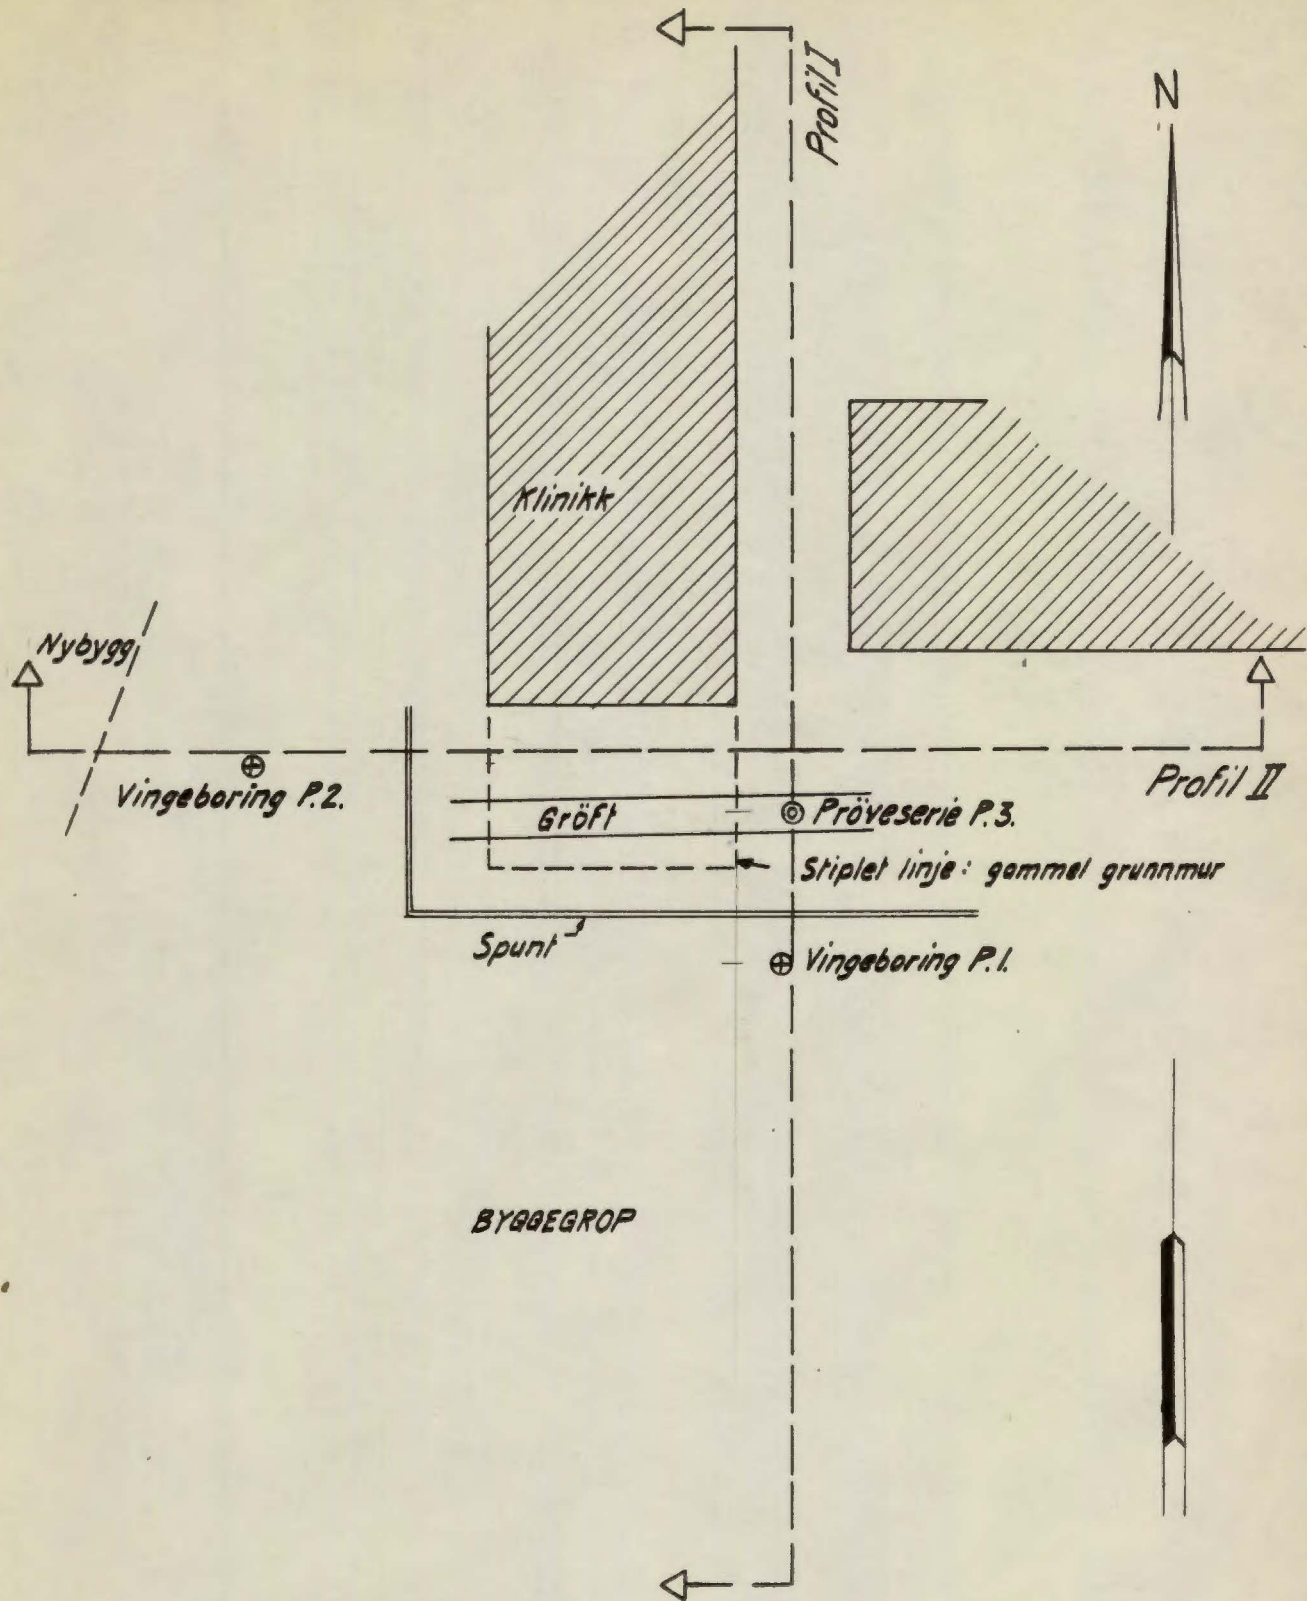 Profil I
N
Klinikk
Nybygg
Vingeboring P.2.
Profil II
Gröft
Pröveserie P.3.
Stiplet linje: gammel grunnmur
Spunt
Vingeboring P.1.
BYGGEGROP